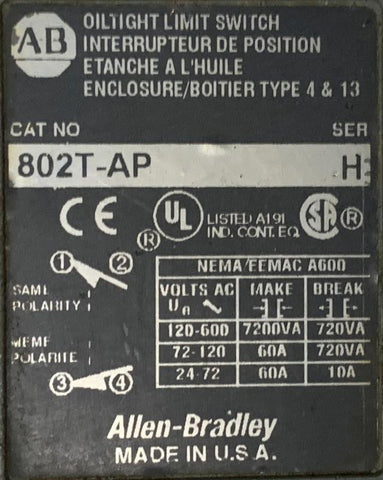 AB OILTIGHT LIMIT SWITCH
INTERRUPTEUR DE POSITION
ETANCHE A L'HUILE
ENCLOSURE/BOITIER TYPE 4 & 13
CAT NO SER
802T-AP H
CE ® UL LISTED A191 SA ®
IND. CONT. EQ.
1 2
SAME
POLARITY
MEME
POLARITE
3 4
NEMA/EEMAC A600
VOLTS AC MAKE BREAK
120-600 7200VA 720VA
72-120 60A 720VA
24-72 60A 10A
Allen-Bradley
MADE IN U.S.A.